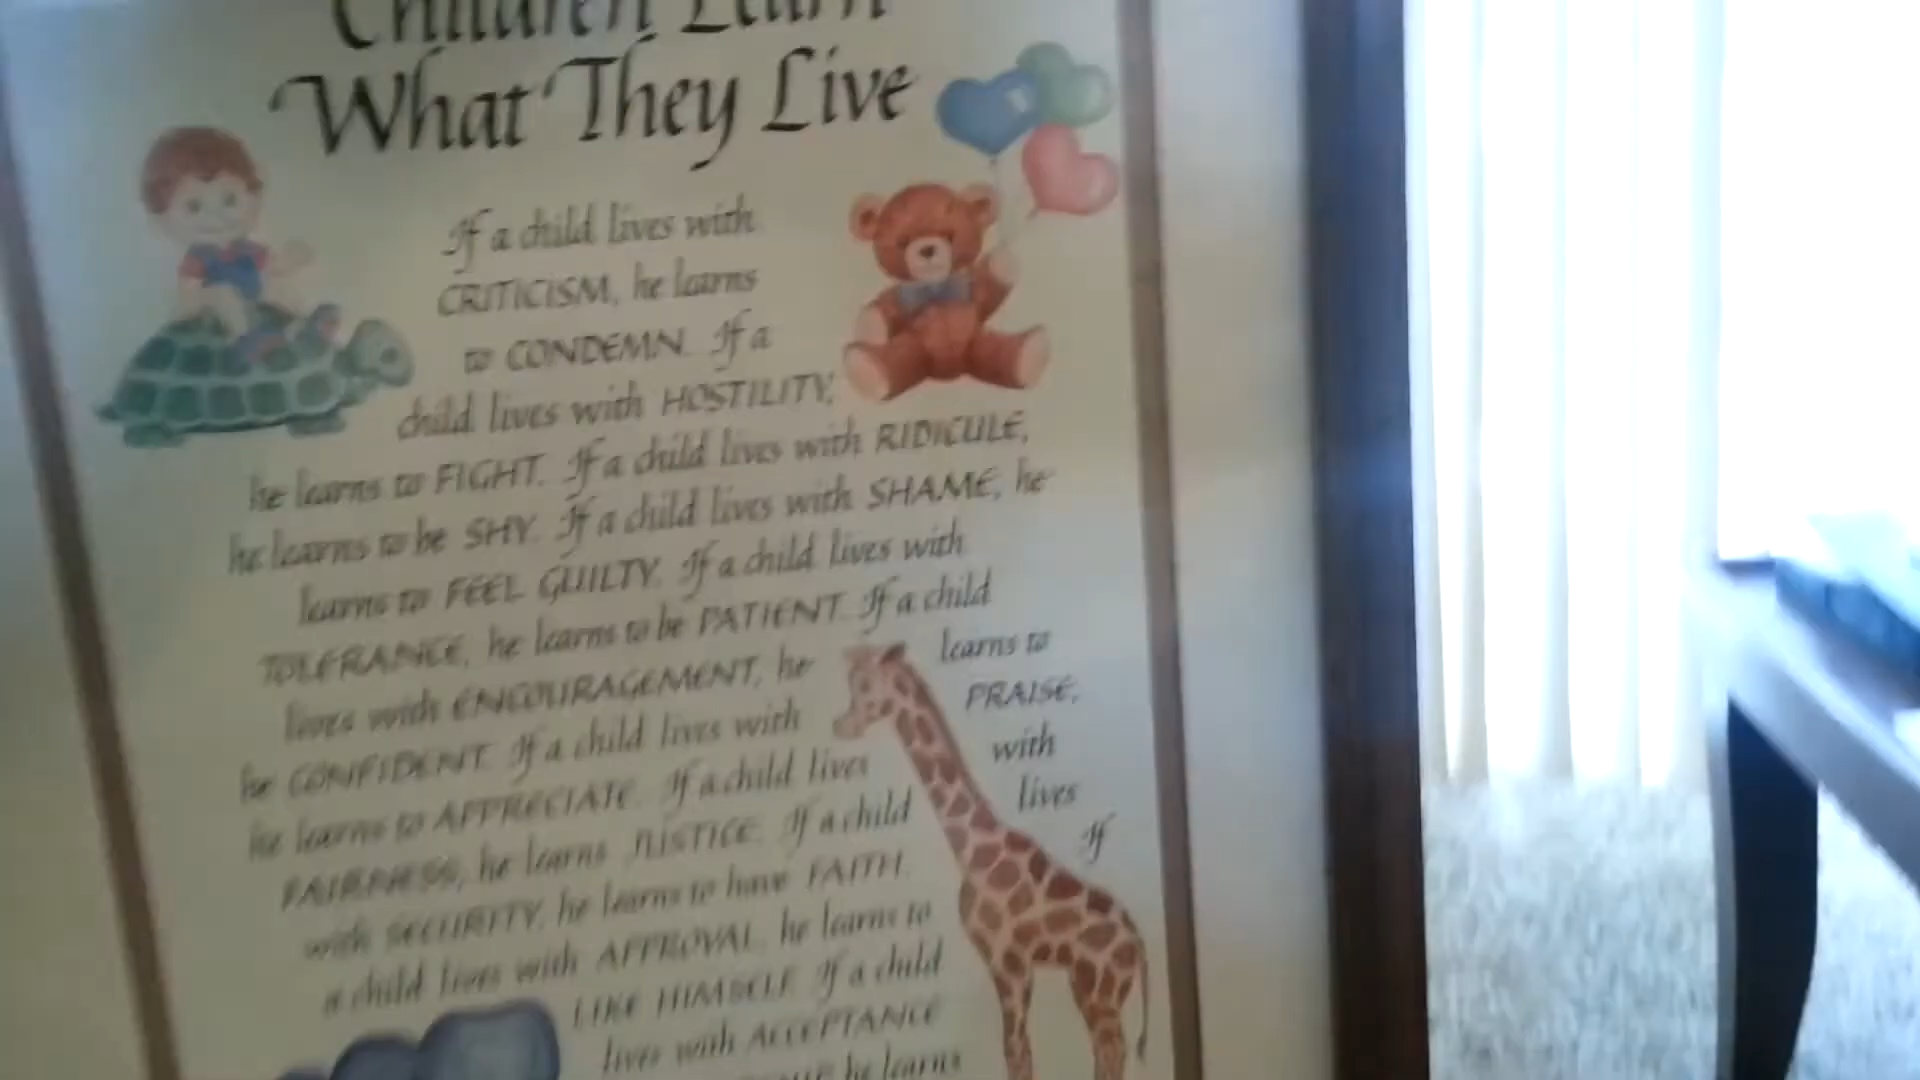 Children Learn
What They Live
If a child lives with
CRITICISM, he learns
to CONDEMN. If a
child lives with HOSTILITY,
he learns to FIGHT. If a child lives with RIDICULE,
he learns to be SHY. If a child lives with SHAME, he
learns to FEEL GUILTY. If a child lives with
TOLERANCE, he learns to be PATIENT. If a child
lives with ENCOURAGEMENT, he learns to
be CONFIDENT. If a child lives with PRAISE,
he learns to APPRECIATE. If a child lives with
FAIRNESS, he learns JUSTICE. If a child lives
with SECURITY, he learns to have FAITH. If
a child lives with APPROVAL, he learns to
LIKE HIMSELF. If a child
lives with ACCEPTANCE
he learns